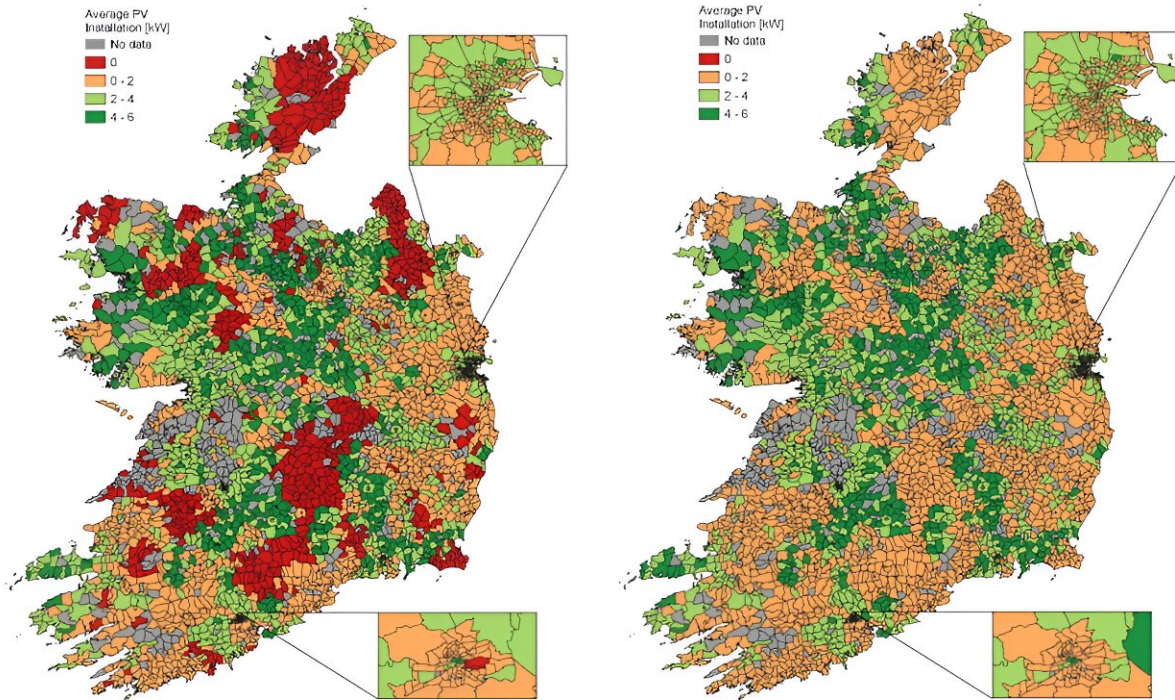 Average PV
Installation [kW]
No data
0
0 - 2
2 - 4
4 - 6
Average PV
Installation [kW]
No data
0
0 - 2
2 - 4
4 - 6